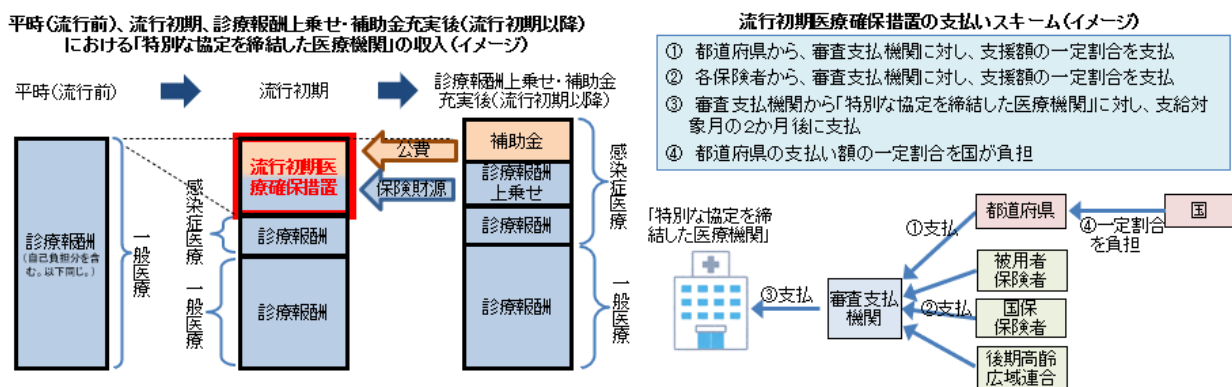 平時(流行前)、流行初期、診療報酬上乗せ・補助金充実後(流行初期以降)
における「特別な協定を締結した医療機関」の収入(イメージ)
平時(流行前)
流行初期
診療報酬上乗せ・補助金
充実後(流行初期以降)
診療報酬
(自己負担分を含
む。以下同じ。)
一般医療
流行初期医
療確保措置
感染症医療
診療報酬
一般医療
診療報酬
公費
保険財源
補助金
診療報酬
上乗せ
診療報酬
感染症医療
診療報酬
一般医療
流行初期医療確保措置の支払いスキーム(イメージ)
① 都道府県から、審査支払機関に対し、支援額の一定割合を支払
② 各保険者から、審査支払機関に対し、支援額の一定割合を支払
③ 審査支払機関から「特別な協定を締結した医療機関」に対し、支給対
象月の2か月後に支払
④ 都道府県の支払い額の一定割合を国が負担
「特別な協定を締
結した医療機関」
③支払
審査支払
機関
①支払
②支払
都道府県
④一定割合
を負担
国
被用者
保険者
国保
保険者
後期高齢
広域連合